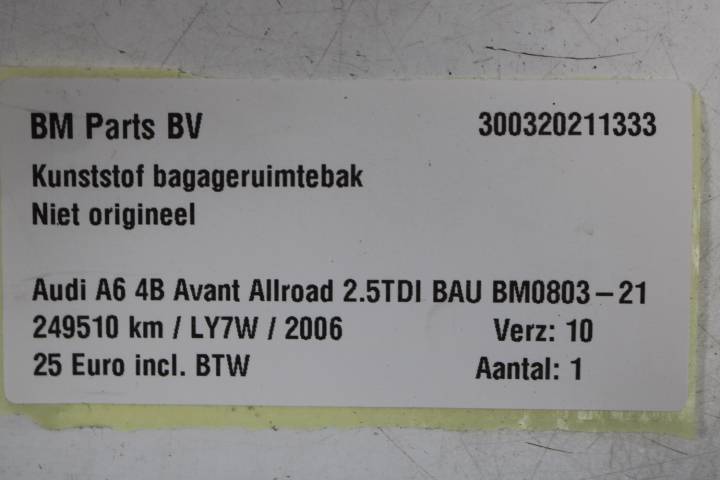 BM Parts BV 300320211333
Kunststof bagageruimtebak
Niet origineel
Audi A6 4B Avant Allroad 2.5TDI BAU BM0803-21
249510 km / LY7W / 2006 Verz: 10
25 Euro incl. BTW Aantal: 1